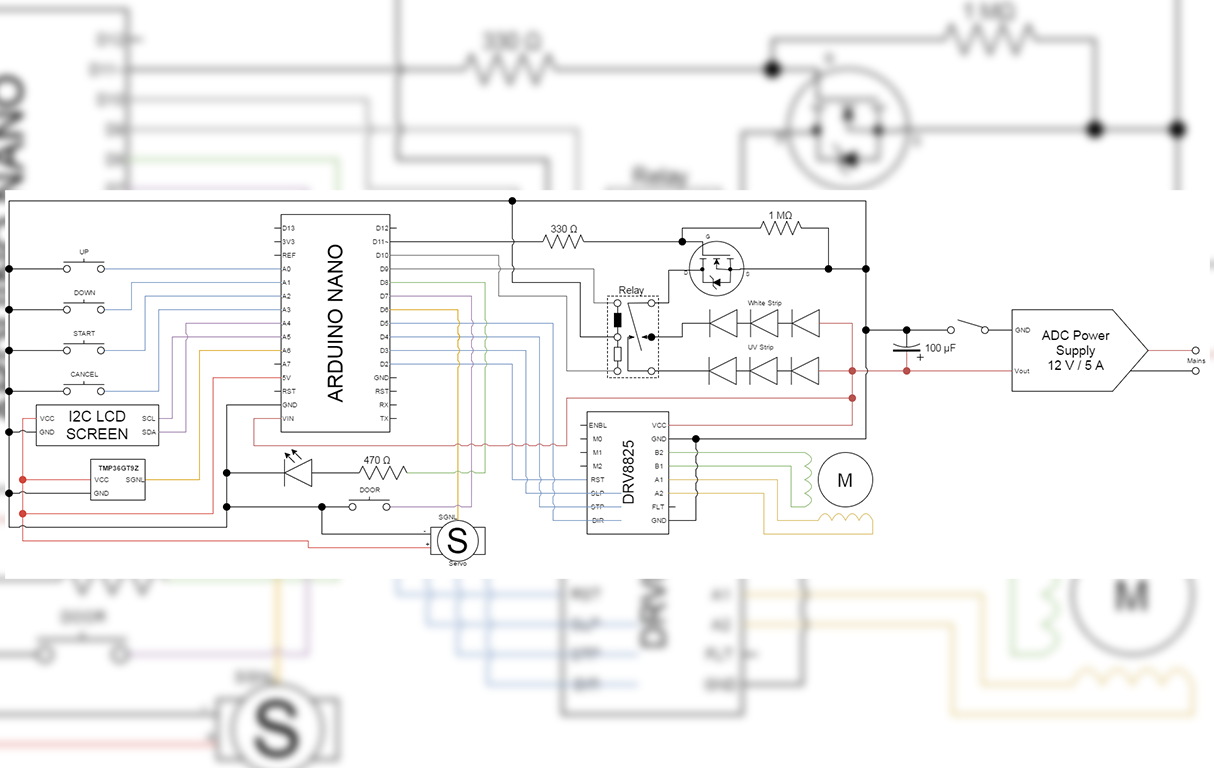 UP
DOWN
START
CANCEL
VCC
GND
I2C LCD
SCREEN
SCL
SDA
TMP36GT9Z
VCC
GND
SGNL
D13
3V3
REF
A0
A1
A2
A3
A4
A5
A6
A7
5V
RST
GND
VIN
ARDUINO NANO
D12
D11~
D10
D9
D8
D7
D6
D5
D4
D3
D2
GND
RST
RX
TX
470 Ω
DOOR
SGNL
-
+
S
Servo
330 Ω
1 MΩ
G
D
S
Relay
White Strip
UV Strip
ENBL
M0
M1
M2
RST
SLP
STP
DIR
DRV8825
VCC
GND
B2
B1
A1
A2
FLT
GND
M
100 µF
+
GND
Vout
ADC Power
Supply
12 V / 5 A
Mains